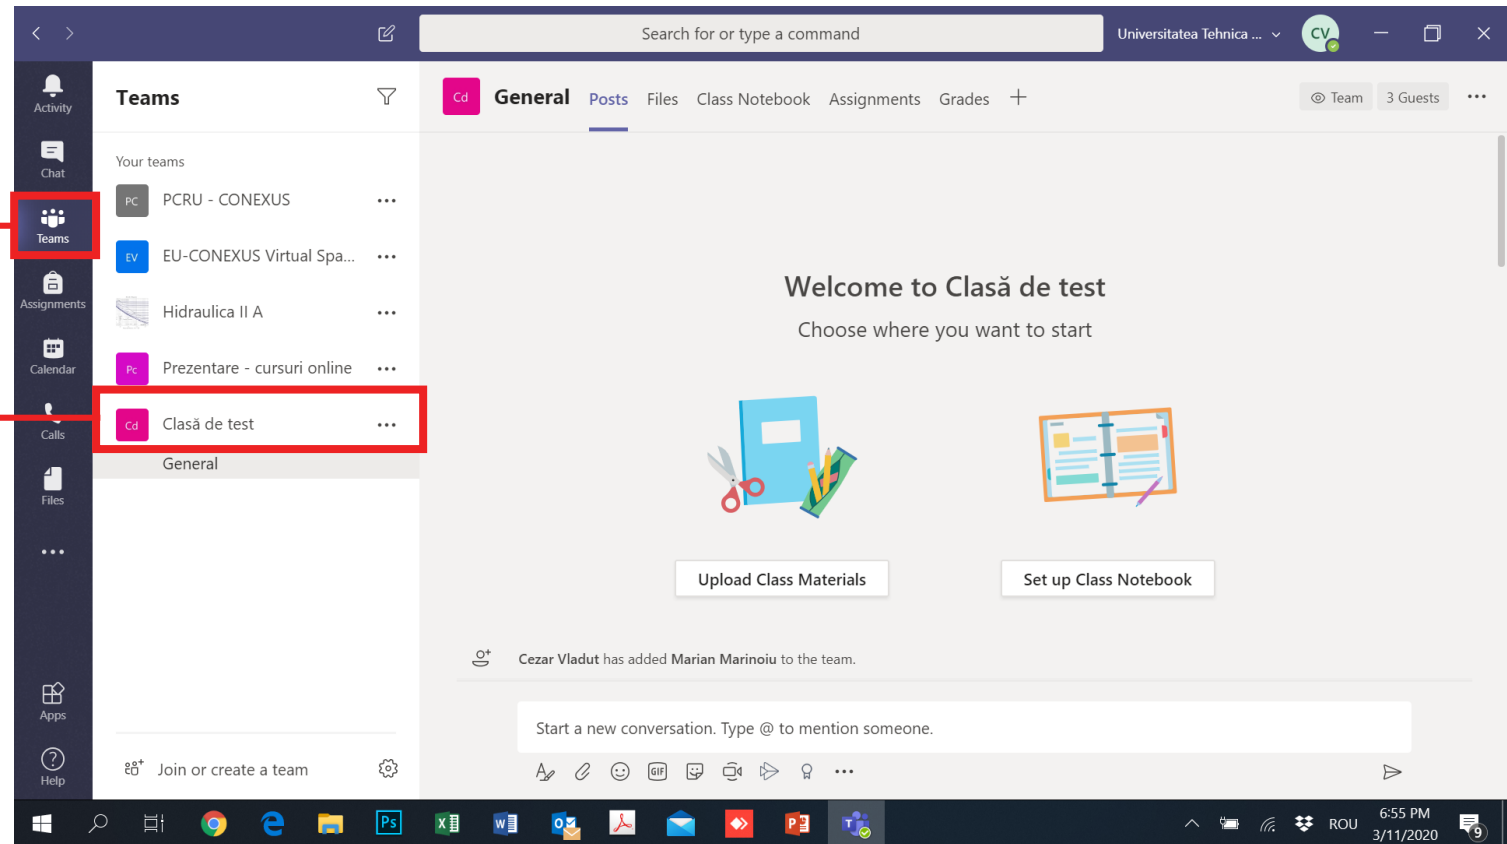 Search for or type a command
Universitatea Tehnica ...
CV
Activity
Chat
Teams
Assignments
Calendar
Calls
Files
Apps
Help
Teams
Your teams
PC PCRU - CONEXUS
EV EU-CONEXUS Virtual Spa...
Hidraulica II A
Pc Prezentare - cursuri online
Cd Clasă de test
General
Join or create a team
Cd General Posts Files Class Notebook Assignments Grades
Team 3 Guests
Welcome to Clasă de test
Choose where you want to start
Upload Class Materials
Set up Class Notebook
Cezar Vladut has added Marian Marinoiu to the team.
Start a new conversation. Type @ to mention someone.
GIF
Ps
ROU
6:55 PM
3/11/2020
9